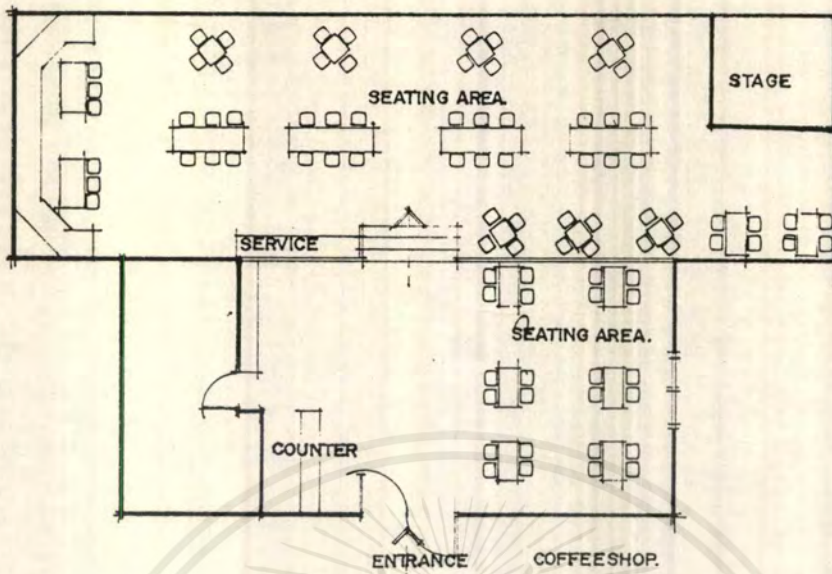 STAGE
SEATING AREA.
SERVICE
SEATING AREA.
COUNTER
ENTRANCE
COFFEESHOP.